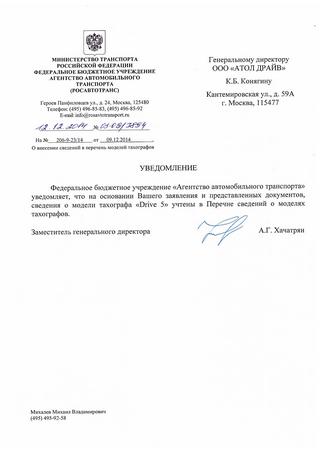 МИНИСТЕРСТВО ТРАНСПОРТА
РОССИЙСКОЙ ФЕДЕРАЦИИ
ФЕДЕРАЛЬНОЕ БЮДЖЕТНОЕ УЧРЕЖДЕНИЕ
АГЕНТСТВО АВТОМОБИЛЬНОГО
ТРАНСПОРТА
(РОСАВТОТРАНС)
Героев Панфиловцев ул., д. 24, Москва, 125480
Телефон: (495) 496-85-83, (495) 496-85-92
E-mail info@rosavtotransport.ru
12.12.2014 № 03-08/2894
На № 206-9-23/14 от 09.12.2014
О внесении сведений в перечень моделей тахографов
Генеральному директору
ООО «АТОЛ ДРАЙВ»
К.Б. Конягину
Кантемировская ул., д. 59А
г. Москва, 115477
УВЕДОМЛЕНИЕ
Федеральное бюджетное учреждение «Агентство автомобильного транспорта»
уведомляет, что на основании Вашего заявления и представленных документов,
сведения о модели тахографа «Drive 5» учтены в Перечне сведений о моделях
тахографов.
Заместитель генерального директора
А.Г. Хачатрян
Михалев Михаил Владимирович
(495) 495-92-58